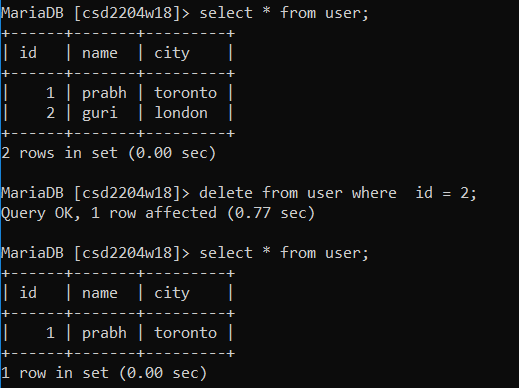 MariaDB [csd2204w18]> select * from user;
+------+-------+---------+
| id   | name  | city    |
+------+-------+---------+
|    1 | prabh | toronto |
|    2 | guri  | london  |
+------+-------+---------+
2 rows in set (0.00 sec)

MariaDB [csd2204w18]> delete from user where  id = 2;
Query OK, 1 row affected (0.77 sec)

MariaDB [csd2204w18]> select * from user;
+------+-------+---------+
| id   | name  | city    |
+------+-------+---------+
|    1 | prabh | toronto |
+------+-------+---------+
1 row in set (0.00 sec)